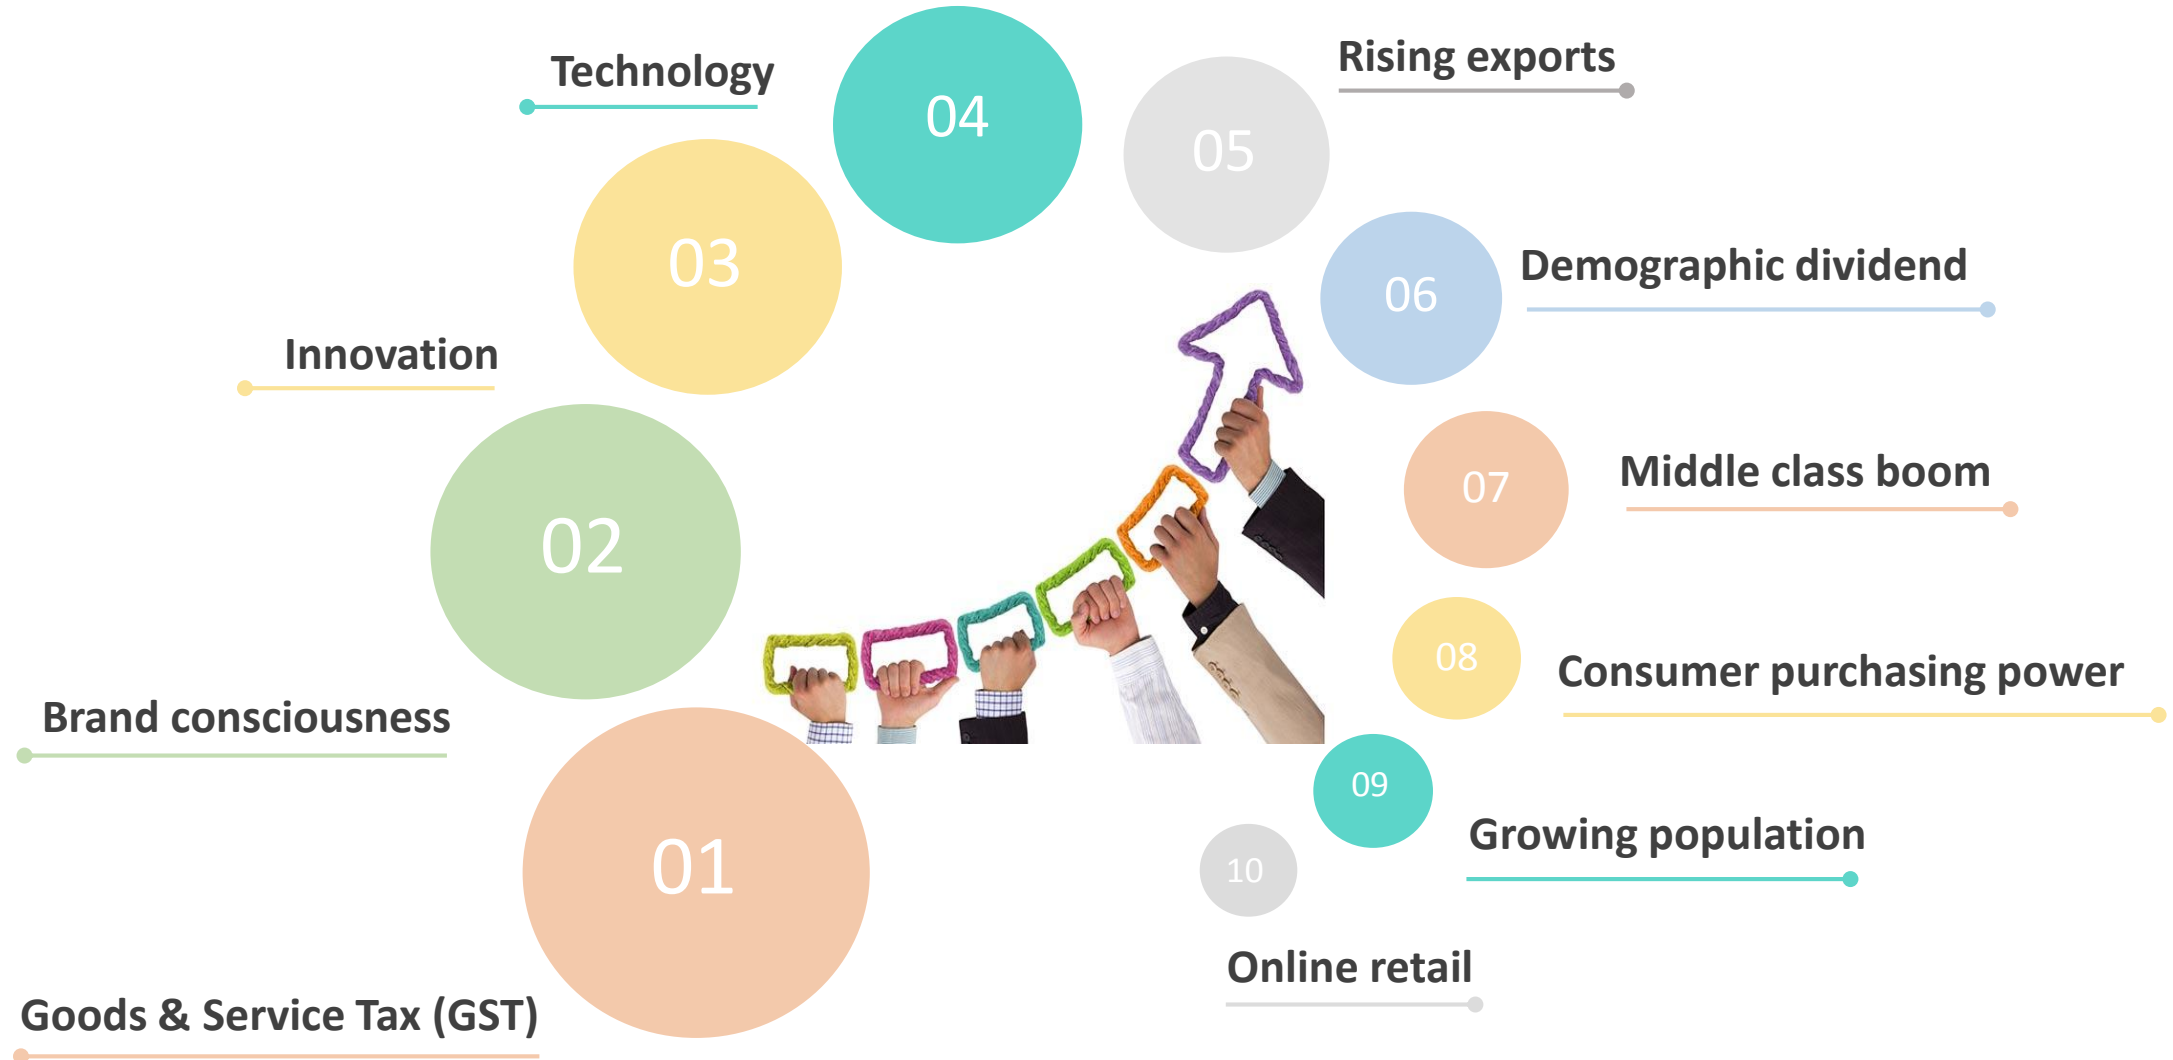 Technology
04
Rising exports
05
03
Demographic dividend
06
Innovation
Middle class boom
07
02
08
Consumer purchasing power
Brand consciousness
09
Growing population
01
10
Online retail
Goods & Service Tax (GST)